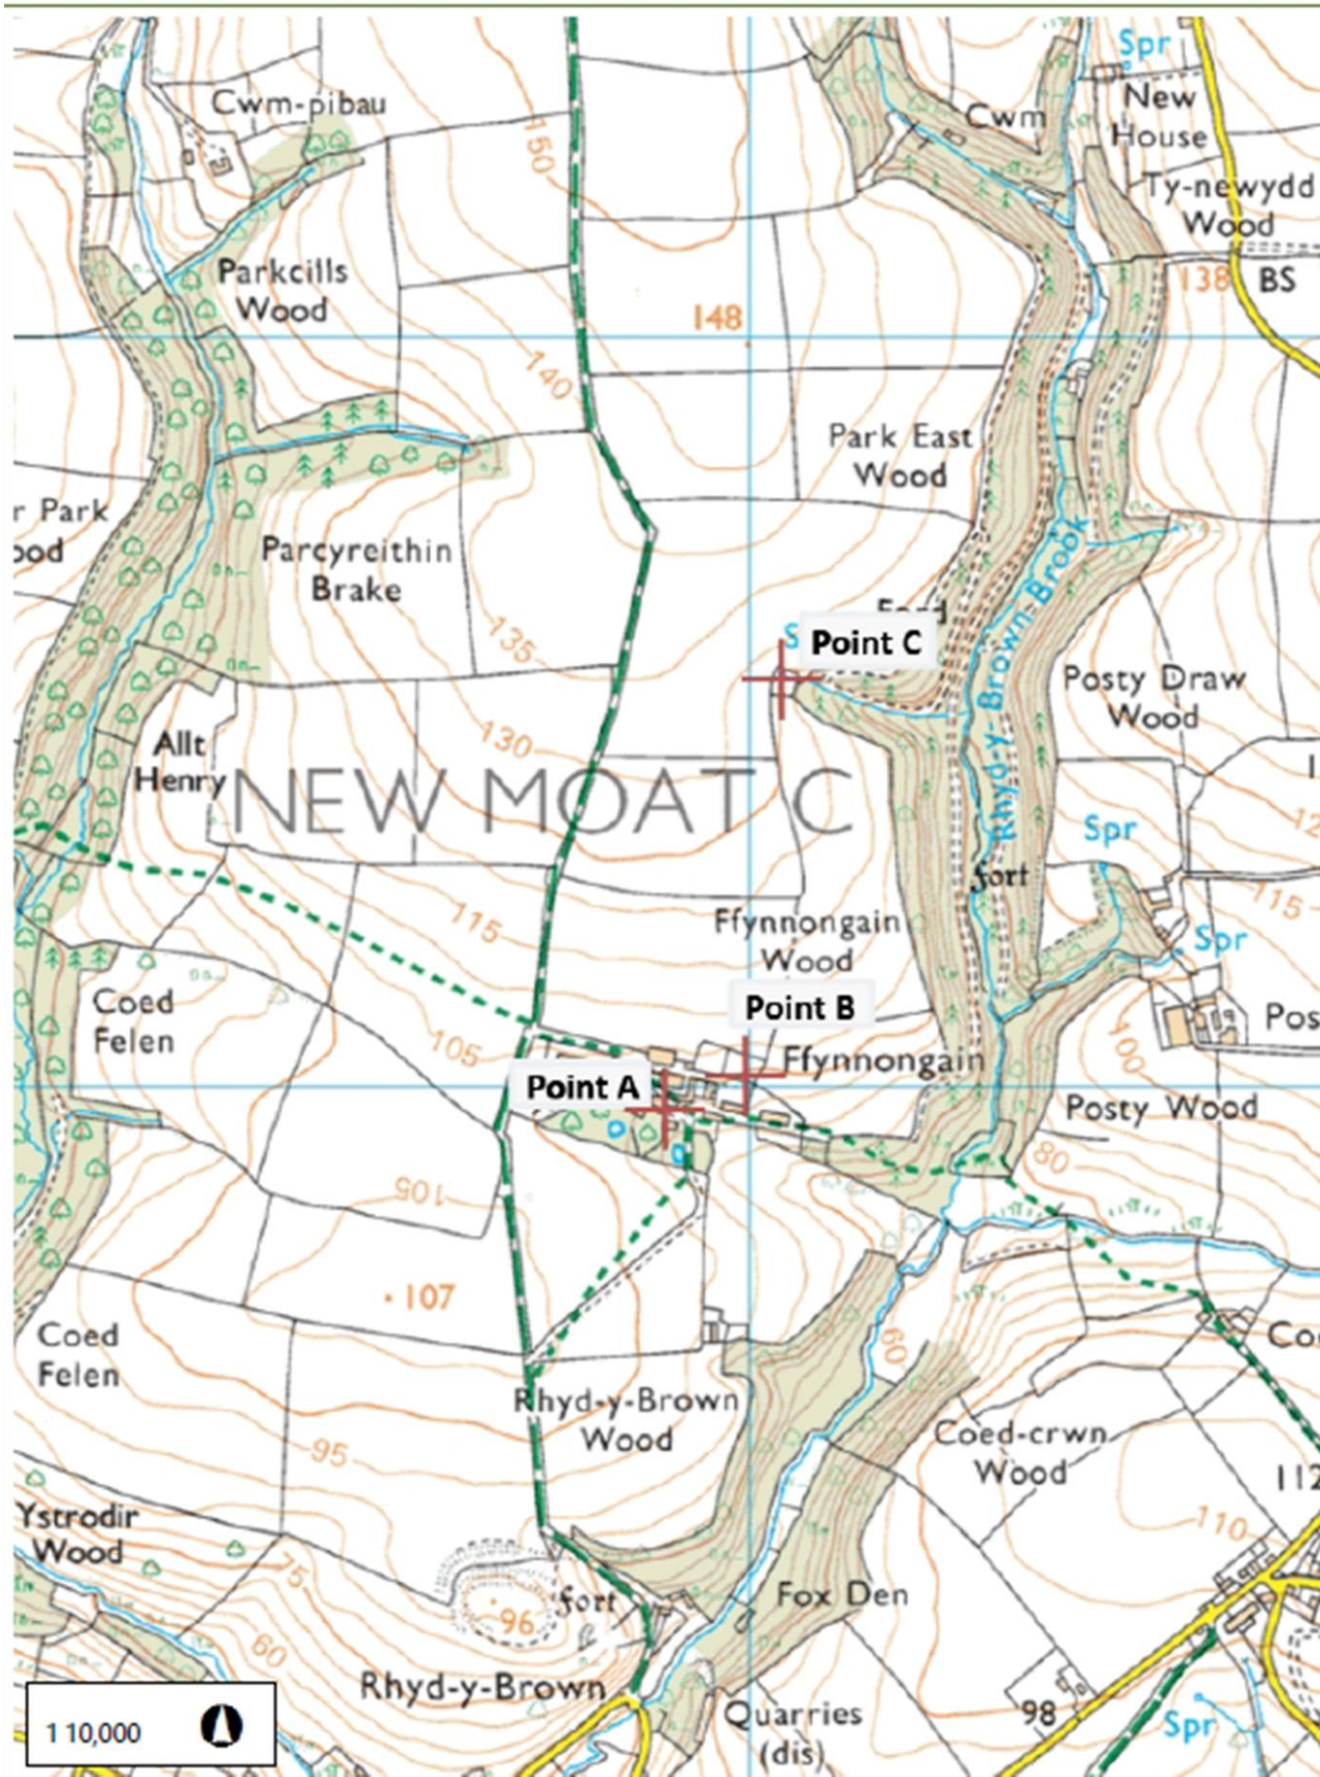 Spr
Cwm-pibau
New
House
Cwm
150
Ty-newydd
Wood
Parkcills
Wood
138
BS
148
140
Park East
Wood
r Park
ood
Parcyreithin
Brake
Rhyd-y-Brown Brook
Ford
135
Point C
Posty Draw
Wood
130
Allt
Henry
NEW MOAT C
Spr
12
fort
115
115
Ffynnongain
Wood
Spr
Coed
Felen
Point B
Pos
105
100
Ffynnongain
Point A
Posty Wood
80
105
107
Coed
Felen
60
Co
Rhyd-y-Brown
Wood
95
Coed-crwn
Wood
112
Ystrodir
Wood
110
75
Fox Den
fort
96
60
Rhyd-y-Brown
Quarries
(dis)
98
Spr
1 10,000